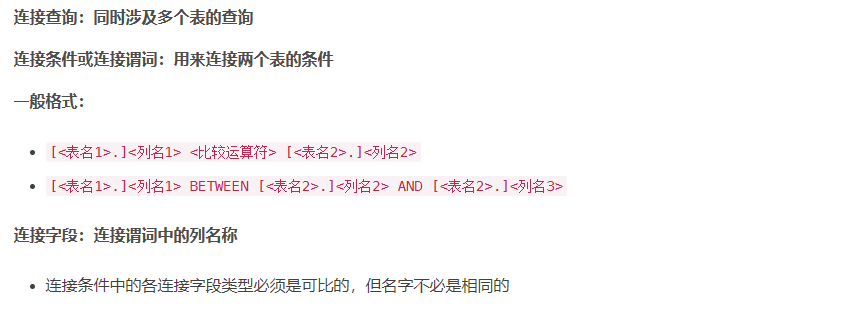 连接查询：同时涉及多个表的查询
连接条件或连接谓词：用来连接两个表的条件
一般格式：
• [<表名1>.]<列名1> <比较运算符> [<表名2>.]<列名2>
• [<表名1>.]<列名1> BETWEEN [<表名2>.]<列名2> AND [<表名2>.]<列名3>
连接字段：连接谓词中的列名称
• 连接条件中的各连接字段类型必须是可比的，但名字不必是相同的